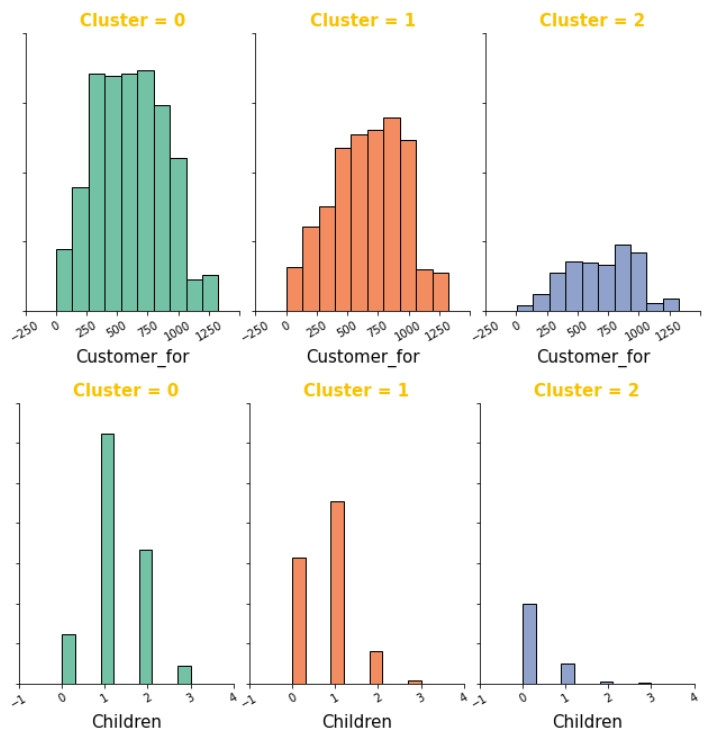 Cluster = 0 Cluster = 1 Cluster = 2
−250 0 250 500 750 1000 1250 −250 0 250 500 750 1000 1250 −250 0 250 500 750 1000 1250
Customer_for Customer_for Customer_for
Cluster = 0 Cluster = 1 Cluster = 2
−1 0 1 2 3 4 −1 0 1 2 3 4 −1 0 1 2 3 4
Children Children Children